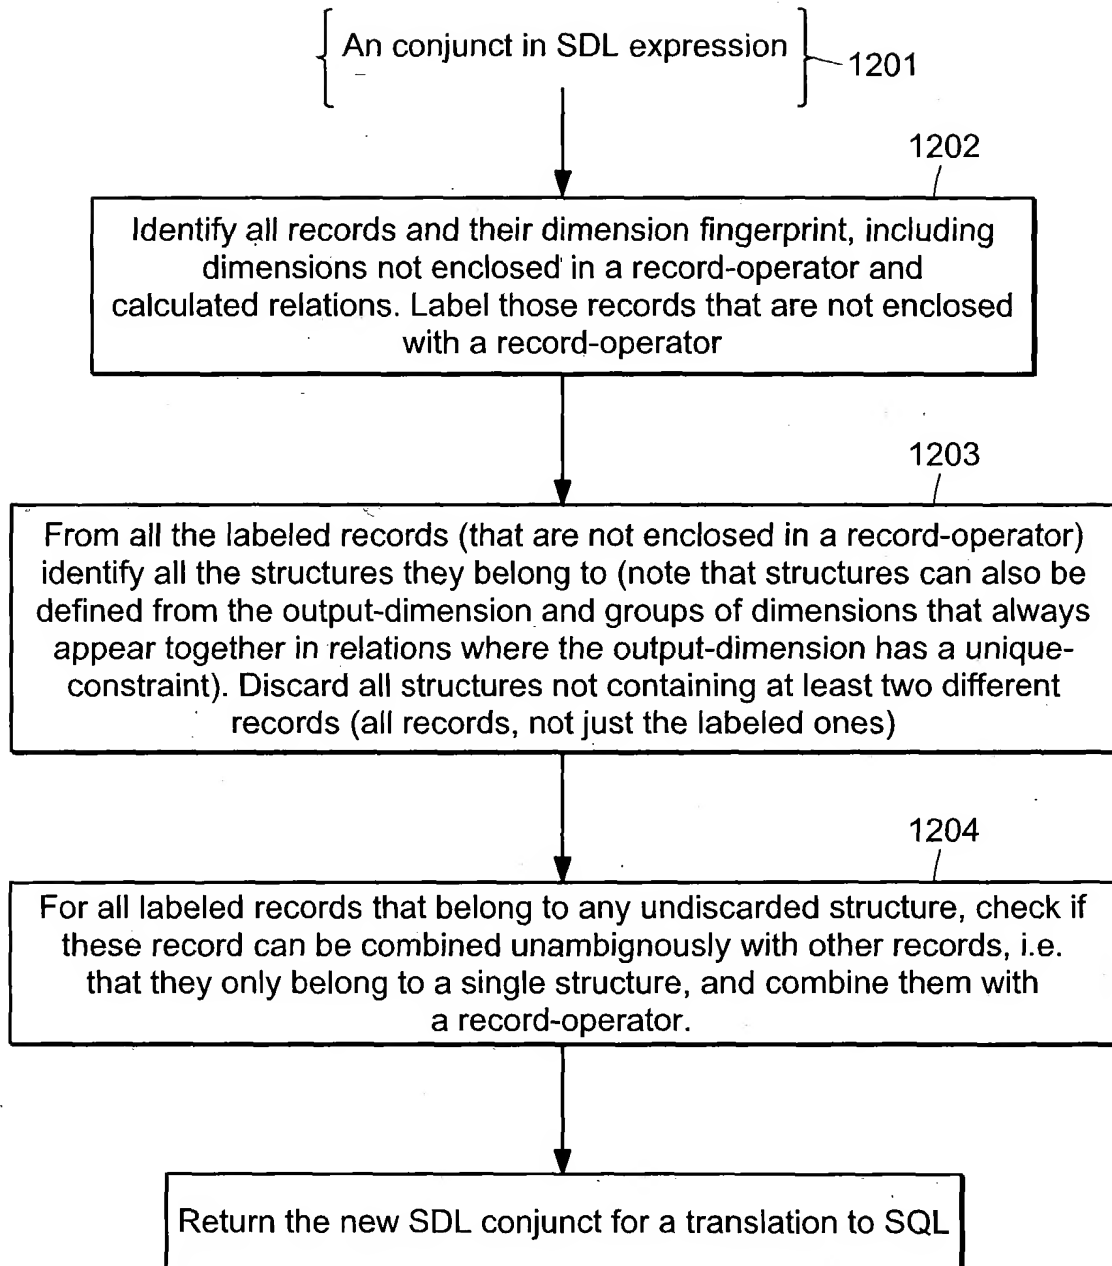 An conjunct in SDL expression
1201
1202
Identify all records and their dimension fingerprint, including
dimensions not enclosed in a record-operator and
calculated relations. Label those records that are not enclosed
with a record-operator
1203
From all the labeled records (that are not enclosed in a record-operator)
identify all the structures they belong to (note that structures can also be
defined from the output-dimension and groups of dimensions that always
appear together in relations where the output-dimension has a unique-
constraint). Discard all structures not containing at least two different
records (all records, not just the labeled ones)
1204
For all labeled records that belong to any undiscarded structure, check if
these record can be combined unambignously with other records, i.e.
that they only belong to a single structure, and combine them with
a record-operator.
Return the new SDL conjunct for a translation to SQL